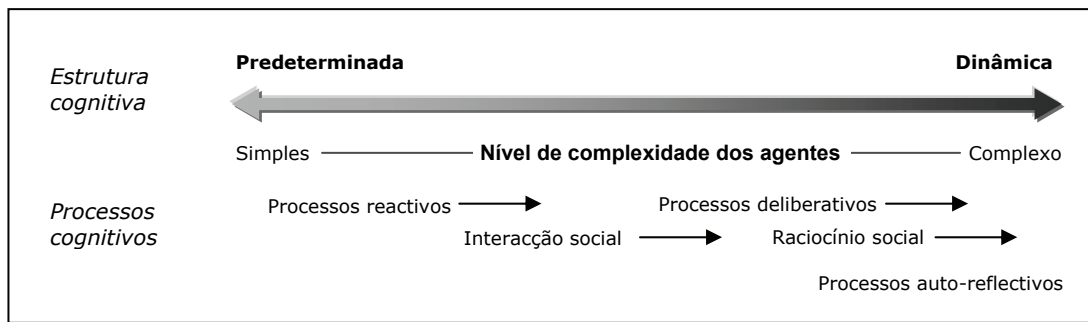 Estrutura
cognitiva
Predeterminada
Dinâmica
Simples
Nível de complexidade dos agentes
Complexo
Processos
cognitivos
Processos reactivos
Processos deliberativos
Interacção social
Raciocínio social
Processos auto-reflectivos